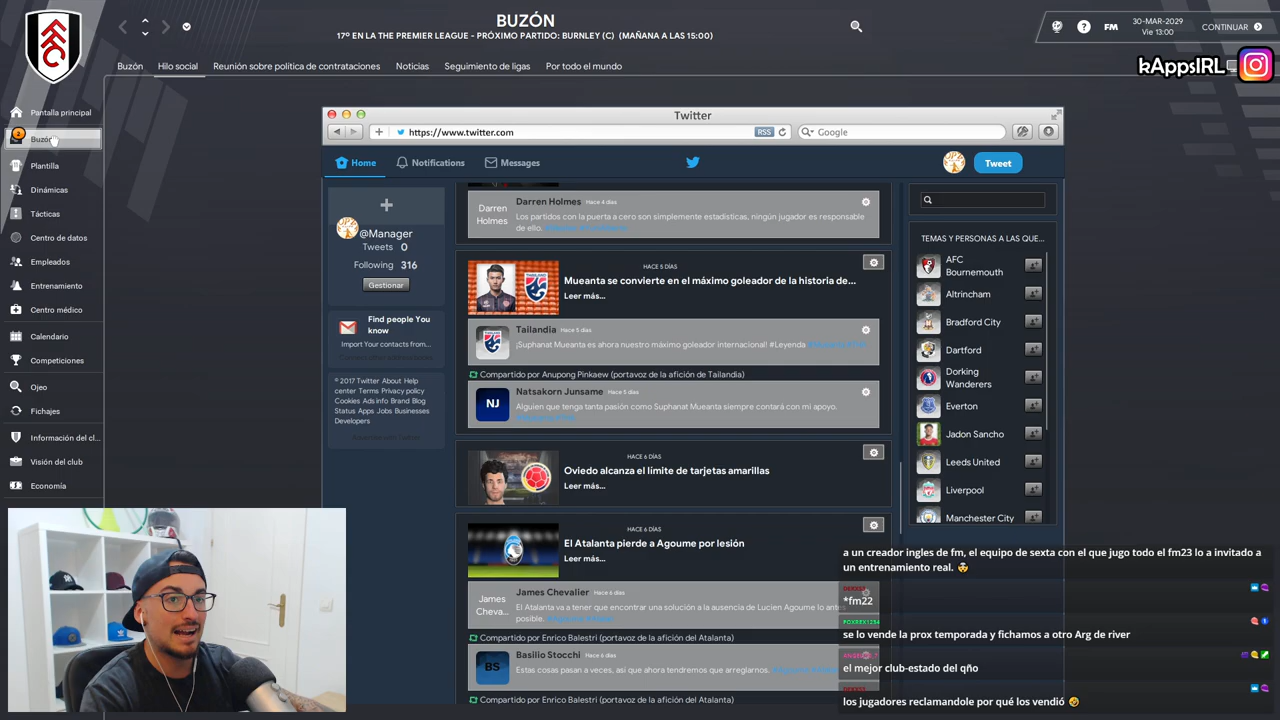 BUZÓN
17º EN LA THE PREMIER LEAGUE - PRÓXIMO PARTIDO: BURNLEY (C) (MAÑANA A LAS 15:00)
FM
30-MAR-2029
Vie 13:00
CONTINUAR
Buzón
Hilo social
Reunión sobre política de contrataciones
Noticias
Seguimiento de ligas
Por todo el mundo
kAppsIRL
Pantalla principal
2
Buzón
Plantilla
Dinámicas
Tácticas
Centro de datos
Empleados
Entrenamiento
Centro médico
Calendario
Competiciones
Ojeo
Fichajes
Información del cl...
Visión del club
Economía
Twitter
https://www.twitter.com
RSS
Google
Home
Notifications
Messages
Tweet
@Manager
Tweets 0
Following 316
Gestionar
Find people You
know
Import Your contacts from...
© 2017 Twitter About Help
center Terms Privacy policy
Cookies Ads info Brand Blog
Status Apps Jobs Businesses
Developers
Darren
Holmes
Darren Holmes Hace 4 días
Los partidos con la puerta a cero son simplemente estadísticas, ningún jugador es responsable
de ello.
HACE 5 DÍAS
THAILAND
Mueanta se convierte en el máximo goleador de la historia de...
Leer más...
Tailandia Hace 5 días
¡Suphanat Mueanta es ahora nuestro máximo goleador internacional! #Leyenda
Compartido por Anupong Pinkaew (portavoz de la afición de Tailandia)
NJ
Natsakorn Junsame Hace 5 días
Alguien que tenga tanta pasión como Suphanat Mueanta siempre contará con mi apoyo.
HACE 6 DÍAS
Oviedo alcanza el límite de tarjetas amarillas
Leer más...
HACE 6 DÍAS
El Atalanta pierde a Agoume por lesión
Leer más...
James
Cheva...
James Chevalier Hace 6 días
El Atalanta va a tener que encontrar una solución a la ausencia de Lucien Agoume lo antes
posible.
Compartido por Enrico Balestri (portavoz de la afición del Atalanta)
BS
Basilio Stocchi Hace 6 días
Estas cosas pasan a veces, así que ahora tendremos que arreglarnos.
Compartido por Enrico Balestri (portavoz de la afición del Atalanta)
TEMAS Y PERSONAS A LAS QUE...
AFC
Bournemouth
Altrincham
Bradford City
Dartford
Dorking
Wanderers
Everton
Jadon Sancho
Leeds United
Liverpool
Manchester City
a un creador ingles de fm, el equipo de sexta con el que jugo todo el fm23 lo a invitado a
un entrenamiento real.
*fm22
FOXREX1234
se lo vende la prox temporada y fichamos a otro Arg de river
el mejor club-estado del qño
los jugadores reclamandole por qué los vendió